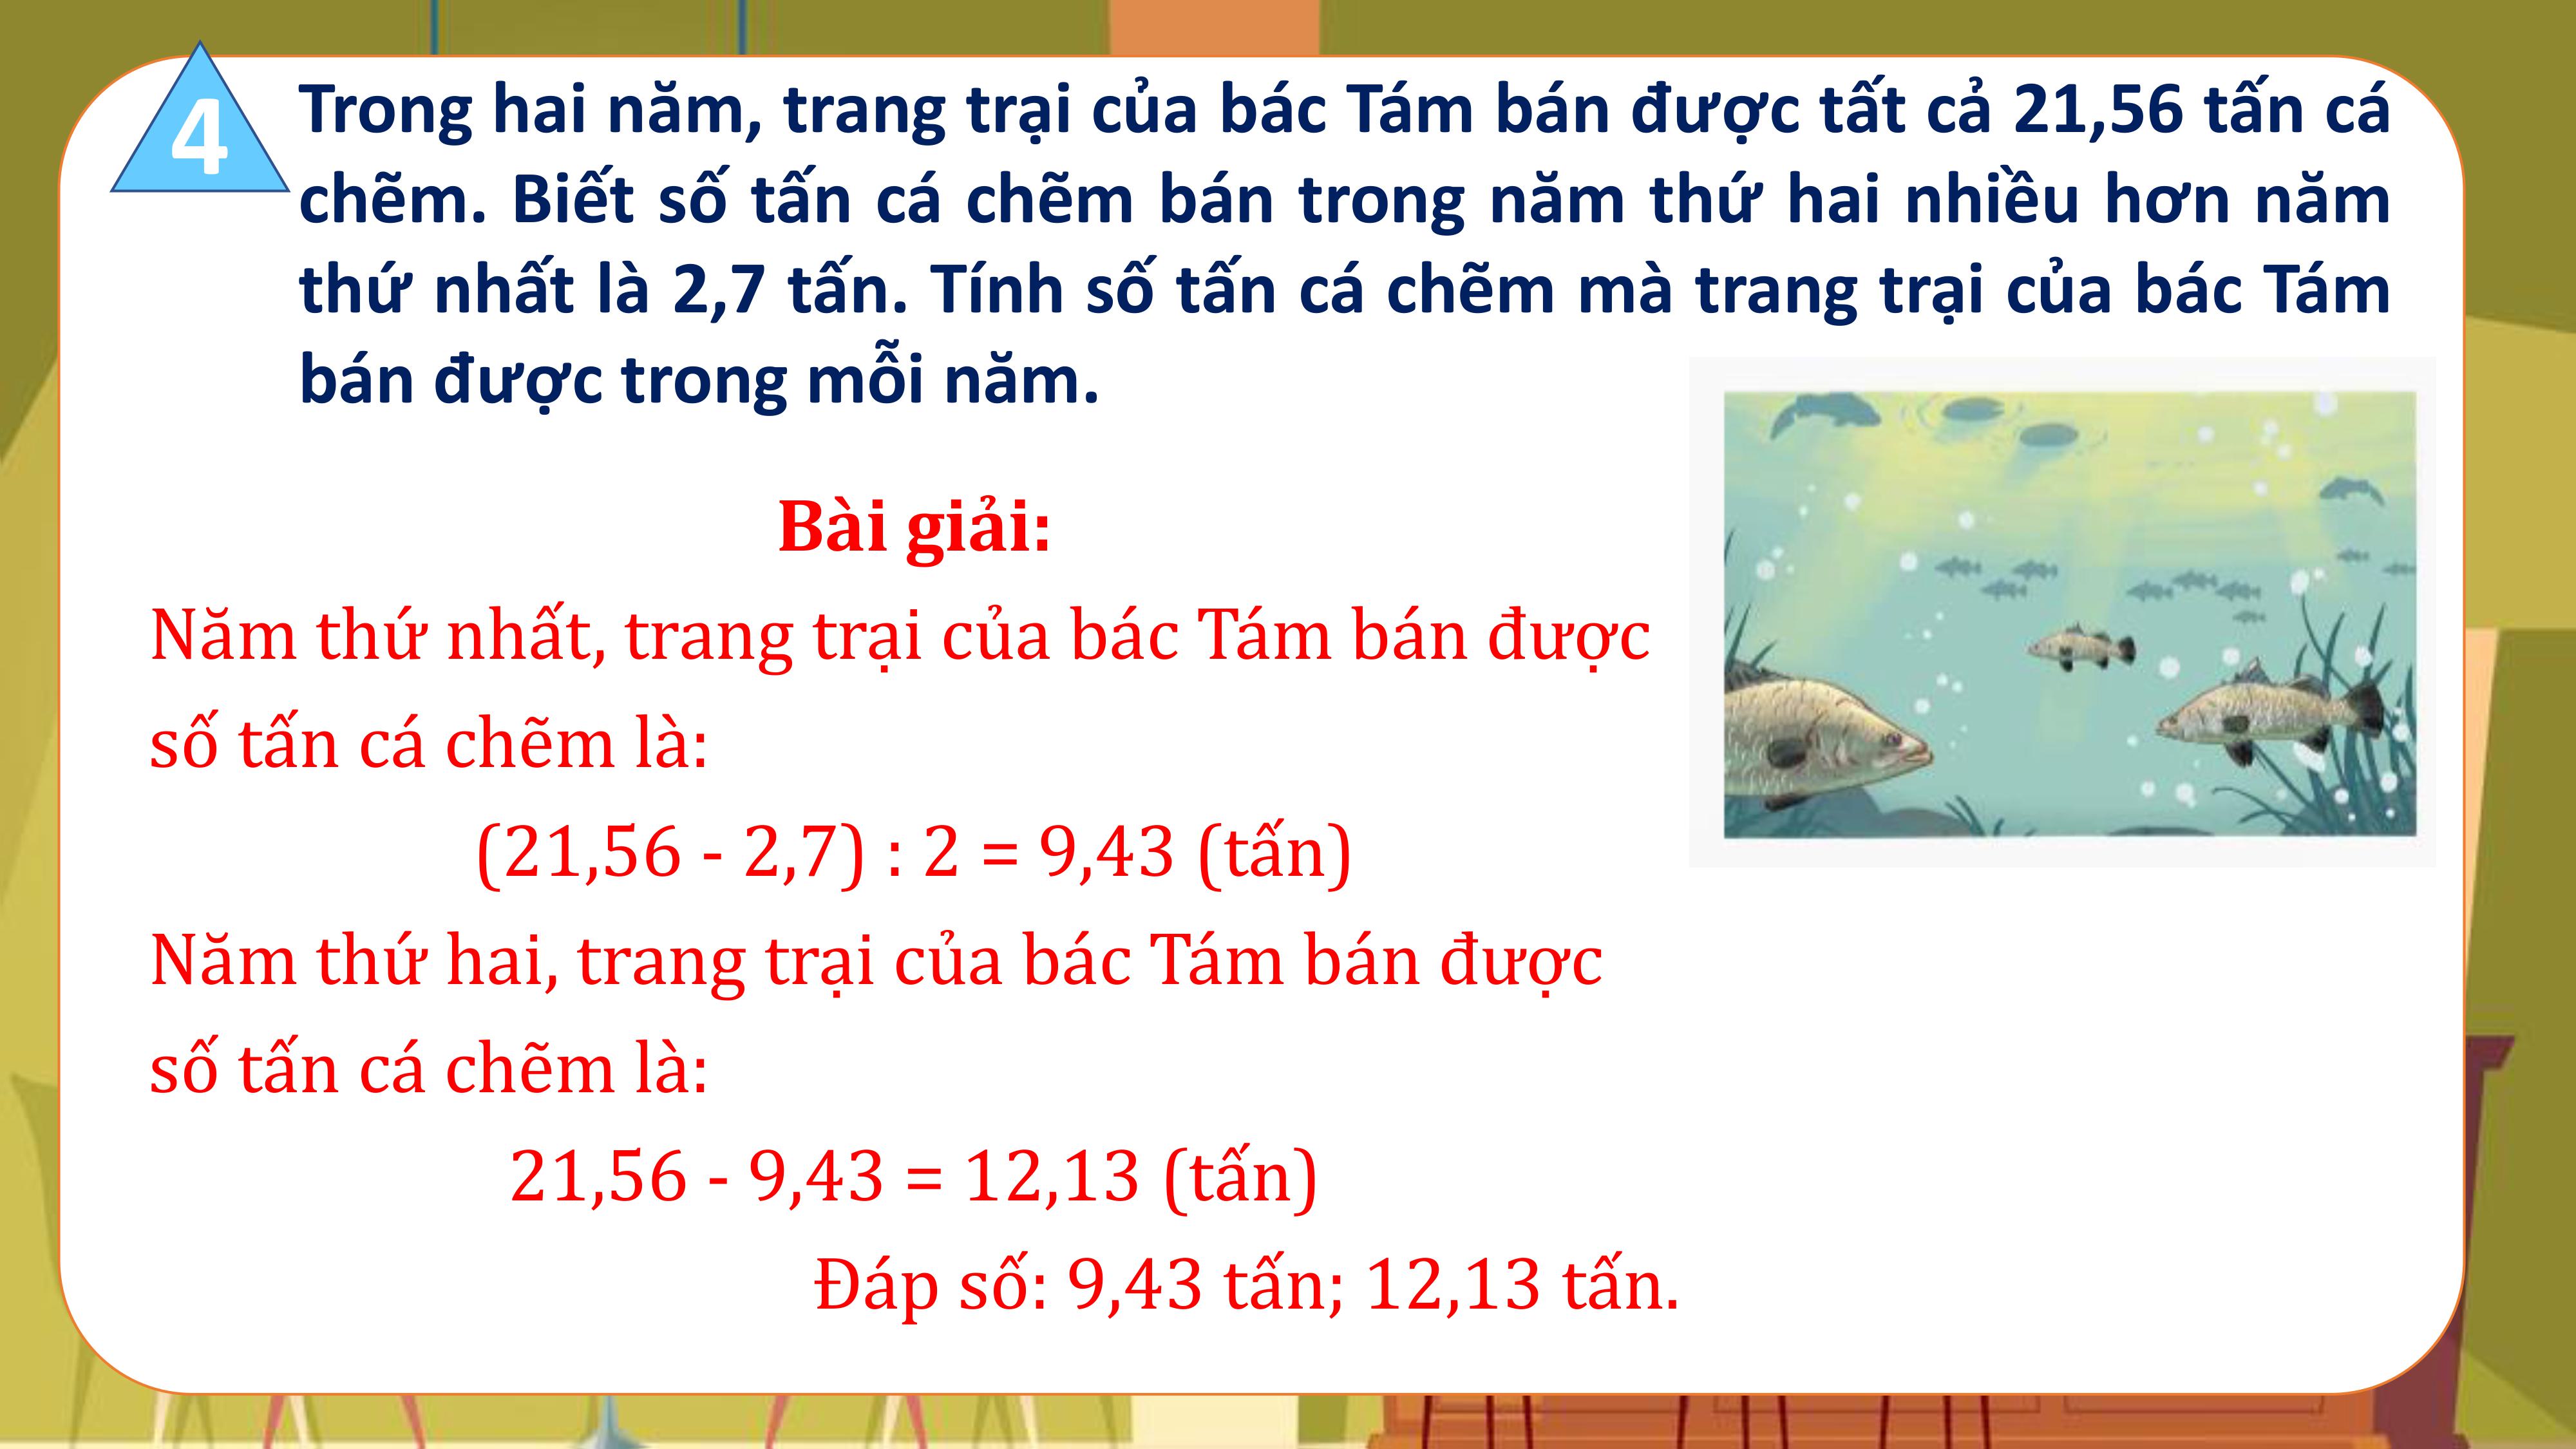 4
Trong hai năm, trang trại của bác Tám bán được tất cả 21,56 tấn cá
chẽm. Biết số tấn cá chẽm bán trong năm thứ hai nhiều hơn năm
thứ nhất là 2,7 tấn. Tính số tấn cá chẽm mà trang trại của bác Tám
bán được trong mỗi năm.
Bài giải:
Năm thứ nhất, trang trại của bác Tám bán được
số tấn cá chẽm là:
(21,56 - 2,7) : 2 = 9,43 (tấn)
Năm thứ hai, trang trại của bác Tám bán được
số tấn cá chẽm là:
21,56 - 9,43 = 12,13 (tấn)
Đáp số: 9,43 tấn; 12,13 tấn.